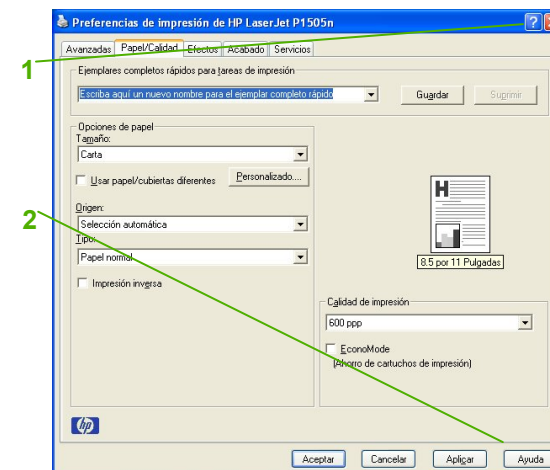 Preferencias de impresión de HP LaserJet P1505n
Avanzadas Papel/Calidad Efectos Acabado Servicios
1
Ejemplares completos rápidos para tareas de impresión
Escriba aquí un nuevo nombre para el ejemplar completo rápido Guardar Suprimir
Opciones de papel
Tamaño:
Carta
Usar papel/cubiertas diferentes Personalizado....
2
Origen:
Selección automática
Tipo:
Papel normal
Impresión inversa
H
8.5 por 11 Pulgadas
Calidad de impresión
600 ppp
EconoMode
(Ahorro de cartuchos de impresión)
hp
Aceptar Cancelar Aplicar Ayuda